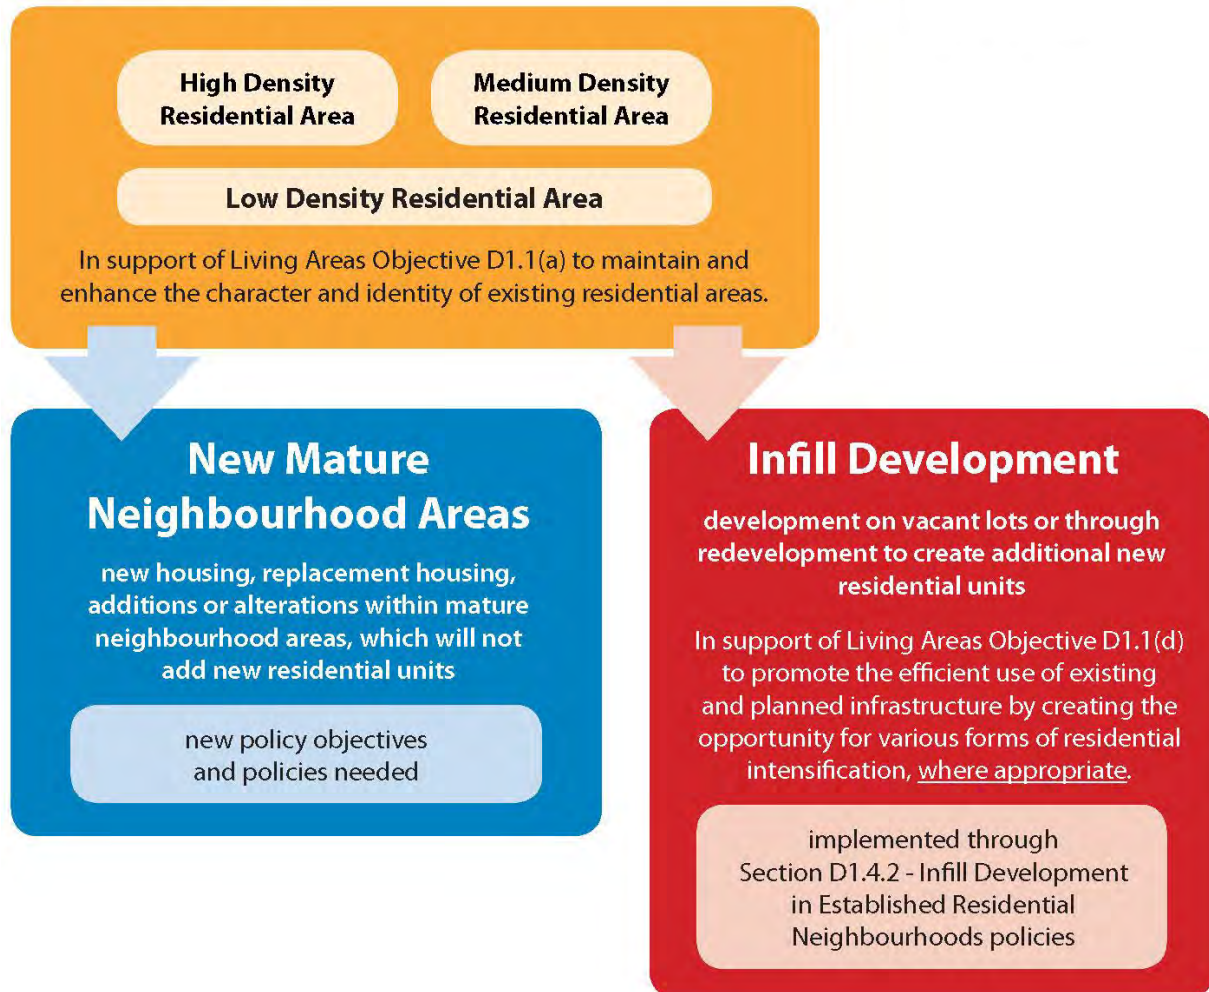 High Density
Residential Area
Medium Density
Residential Area
Low Density Residential Area
In support of Living Areas Objective D1.1(a) to maintain and
enhance the character and identity of existing residential areas.
New Mature
Neighbourhood Areas
new housing, replacement housing,
additions or alterations within mature
neighbourhood areas, which will not
add new residential units
new policy objectives
and policies needed
Infill Development
development on vacant lots or through
redevelopment to create additional new
residential units
In support of Living Areas Objective D1.1(d)
to promote the efficient use of existing
and planned infrastructure by creating the
opportunity for various forms of residential
intensification, where appropriate.
implemented through
Section D1.4.2 - Infill Development
in Established Residential
Neighbourhoods policies